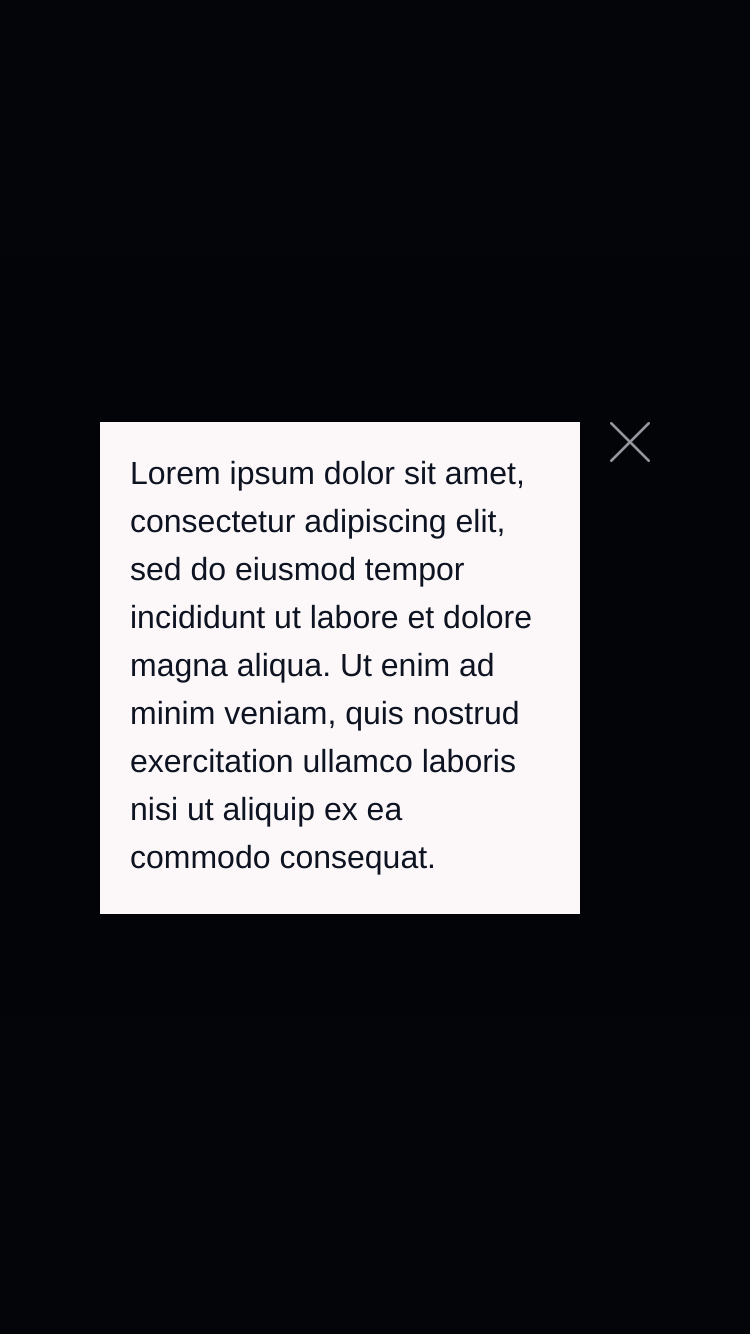 Lorem ipsum dolor sit amet,
consectetur adipiscing elit,
sed do eiusmod tempor
incididunt ut labore et dolore
magna aliqua. Ut enim ad
minim veniam, quis nostrud
exercitation ullamco laboris
nisi ut aliquip ex ea
commodo consequat.